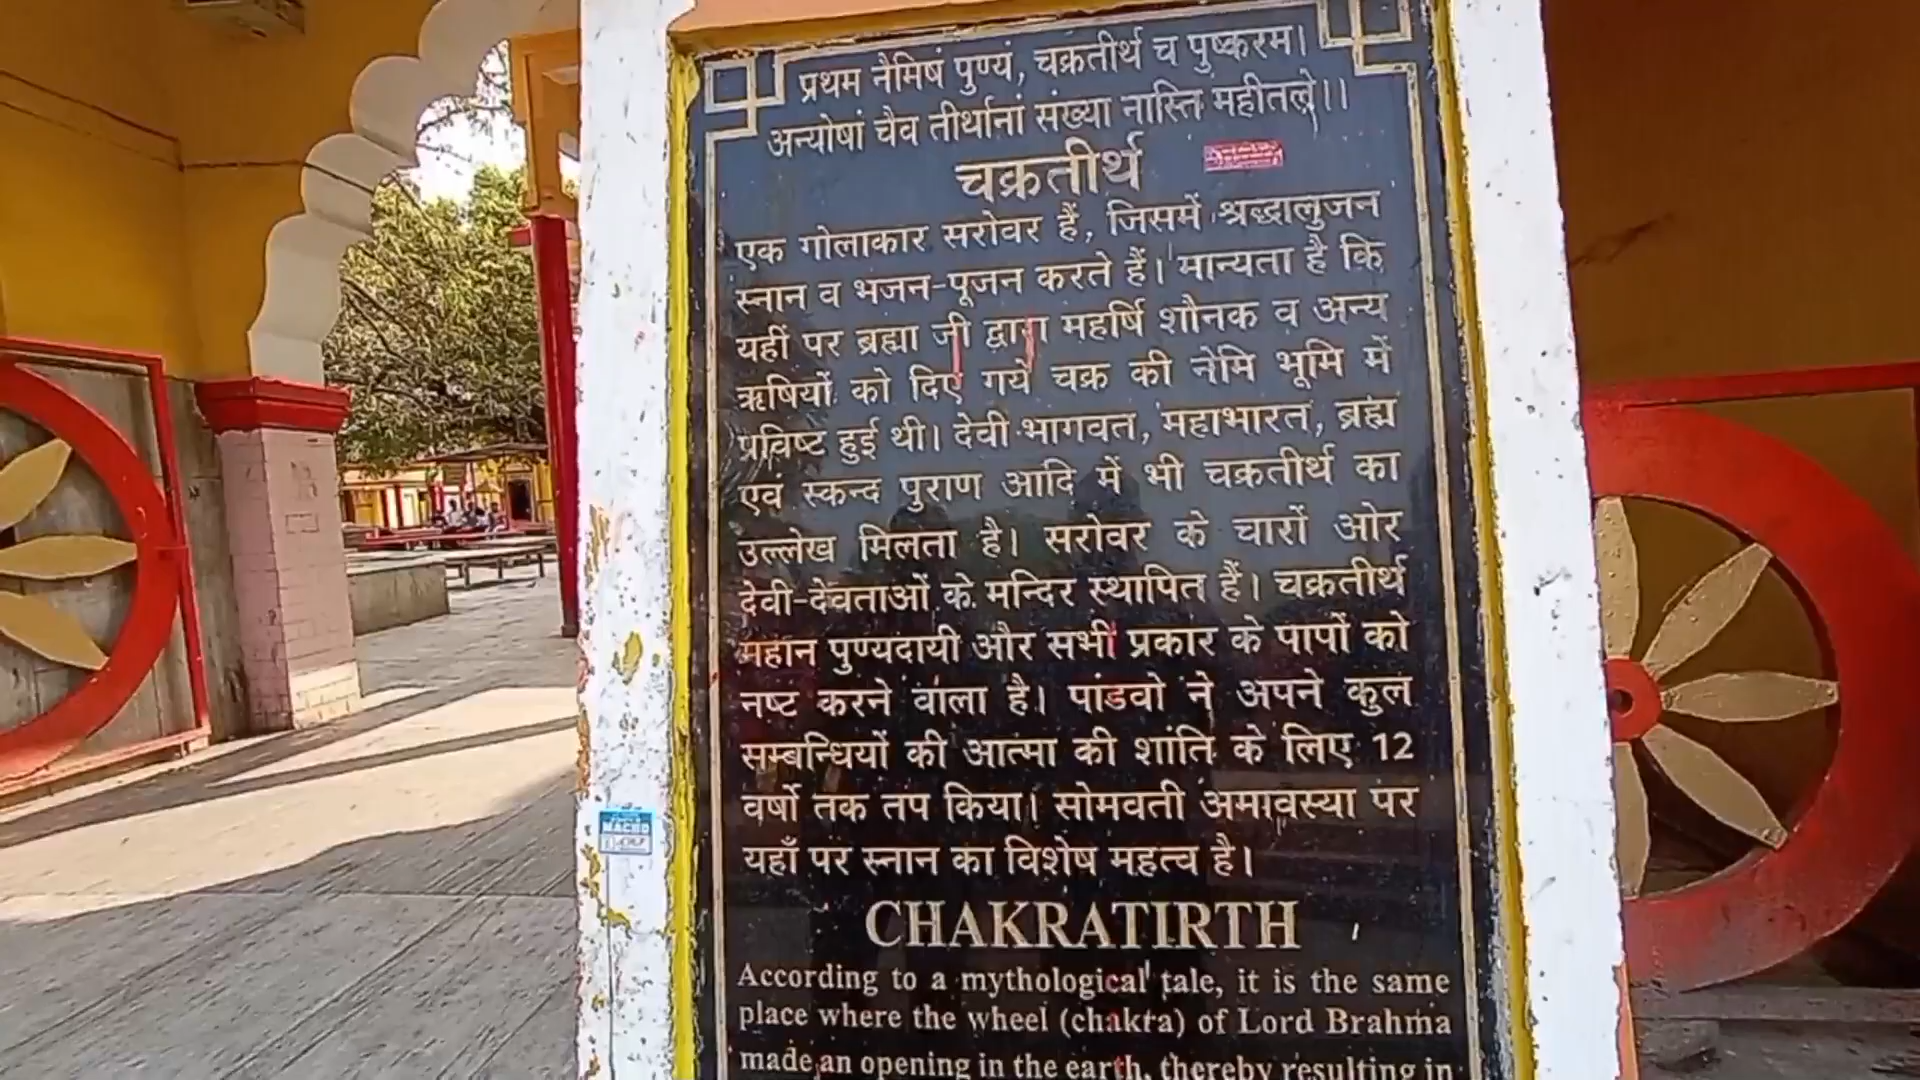 प्रथम नैमिषं पुण्यं, चक्रतीर्थ च पुष्करम।
अन्योषां चैव तीर्थानां संख्या नास्ति महीतले।।
चक्रतीर्थ
एक गोलाकार सरोवर हैं, जिसमें श्रद्धालुजन
स्नान व भजन-पूजन करते हैं। मान्यता है कि
यहीं पर ब्रह्मा जी द्वारा महर्षि शौनक व अन्य
ऋषियों को दिए गये चक्र की नेमि भूमि में
प्रविष्ट हुई थी। देवी भागवत, महाभारत, ब्रह्म
एवं स्कन्द पुराण आदि में भी चक्रतीर्थ का
उल्लेख मिलता है। सरोवर के चारों ओर
देवी-देवताओं के मन्दिर स्थापित हैं। चक्रतीर्थ
महान पुण्यदायी और सभी प्रकार के पापों को
नष्ट करने वाला है। पांडवो ने अपने कुल
सम्बन्धियों की आत्मा की शांति के लिए 12
वर्षो तक तप किया। सोमवती अमावस्या पर
यहाँ पर स्नान का विशेष महत्व है।
CHAKRATIRTH
According to a mythological tale, it is the same
place where the wheel (chakra) of Lord Brahma
made an opening in the earth, thereby resulting in
MACHO